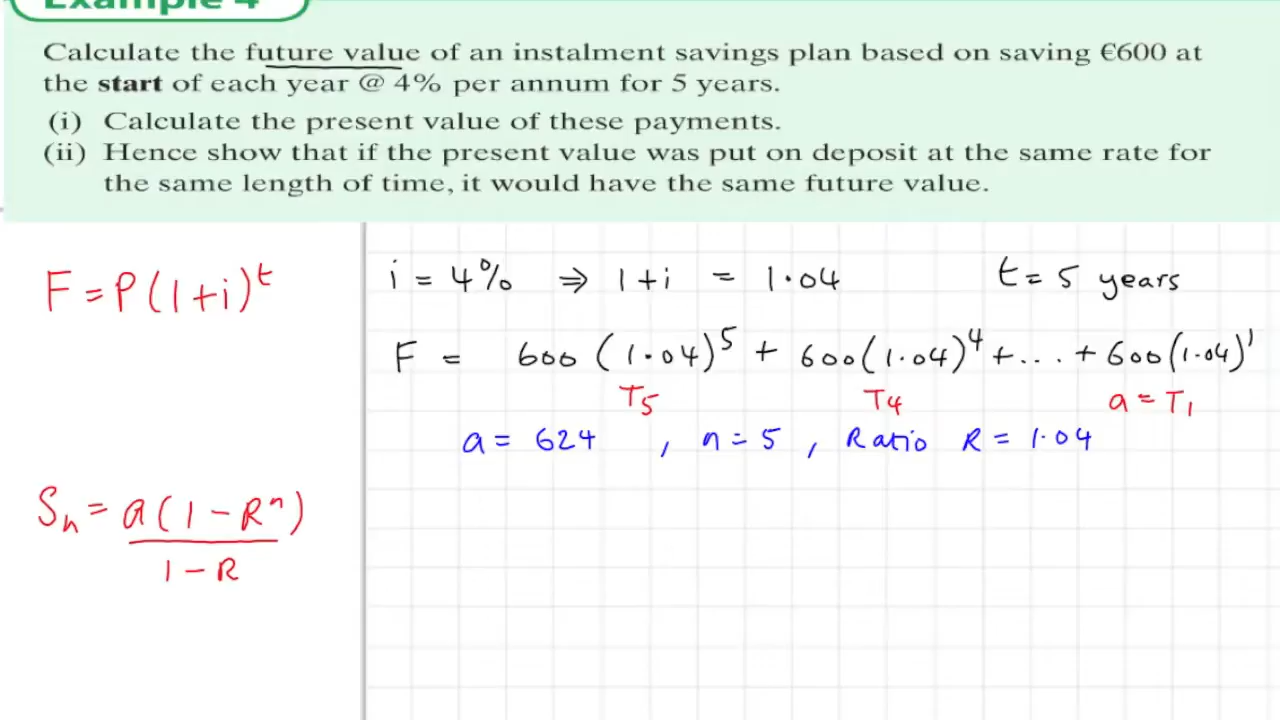 Example 4
Calculate the future value of an instalment savings plan based on saving €600 at
the start of each year @ 4% per annum for 5 years.
(i) Calculate the present value of these payments.
(ii) Hence show that if the present value was put on deposit at the same rate for
the same length of time, it would have the same future value.
F = P(1+i)^t
i = 4% ⇒ 1+i = 1.04 t = 5 years
F = 600 (1.04)^5 + 600(1.04)^4 + ... + 600(1.04)^1
T5 T4 a = T1
a = 624 , n = 5 , Ratio R = 1.04
Sn = a(1 - R^n)
1 - R